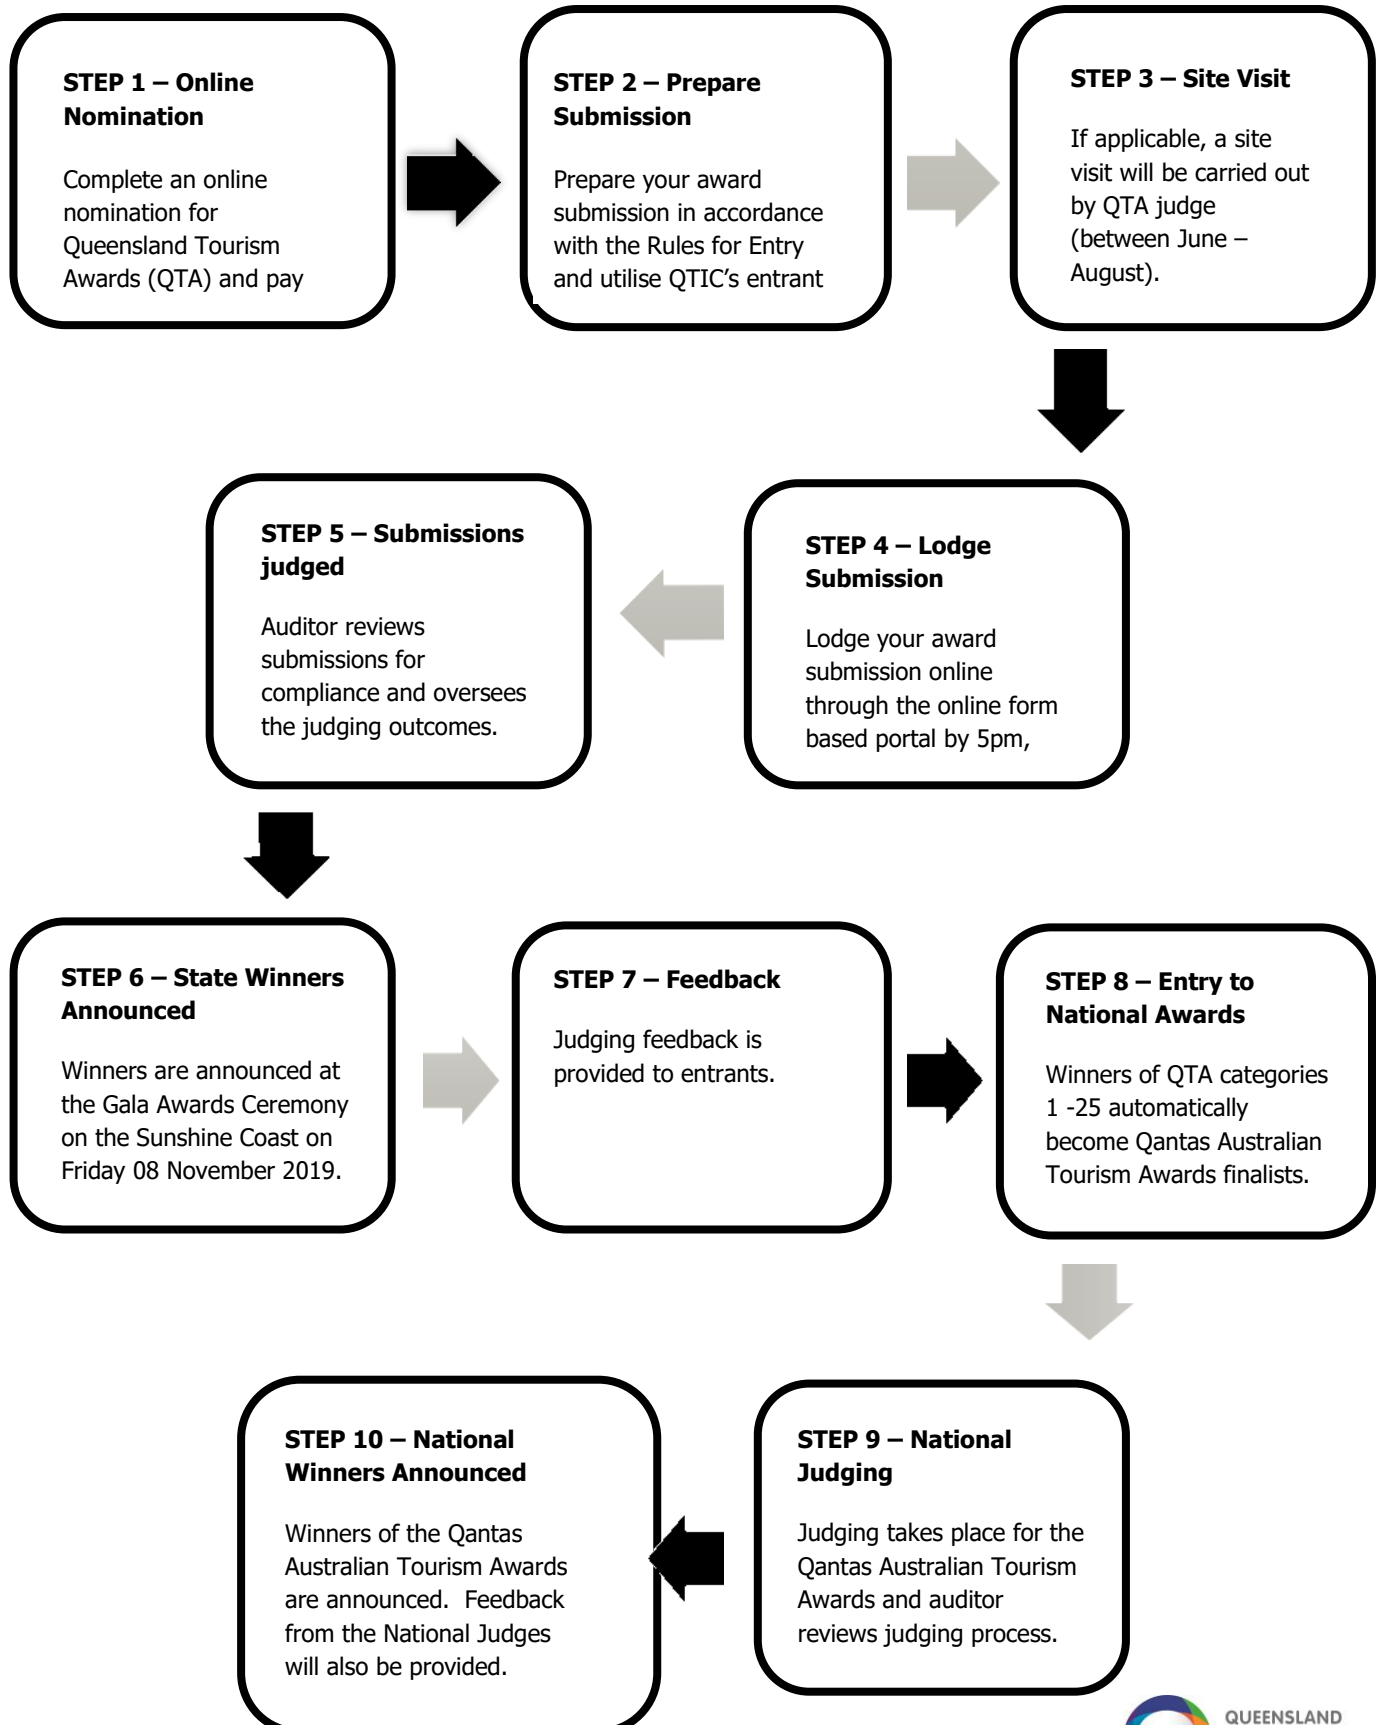 STEP 1 – Online
Nomination
Complete an online
nomination for
Queensland Tourism
Awards (QTA) and pay
STEP 2 – Prepare
Submission
Prepare your award
submission in accordance
with the Rules for Entry
and utilise QTIC’s entrant
STEP 3 – Site Visit
If applicable, a site
visit will be carried out
by QTA judge
(between June –
August).
STEP 4 – Lodge
Submission
Lodge your award
submission online
through the online form
based portal by 5pm,
STEP 5 – Submissions
judged
Auditor reviews
submissions for
compliance and oversees
the judging outcomes.
STEP 6 – State Winners
Announced
Winners are announced at
the Gala Awards Ceremony
on the Sunshine Coast on
Friday 08 November 2019.
STEP 7 – Feedback
Judging feedback is
provided to entrants.
STEP 8 – Entry to
National Awards
Winners of QTA categories
1 -25 automatically
become Qantas Australian
Tourism Awards finalists.
STEP 9 – National
Judging
Judging takes place for the
Qantas Australian Tourism
Awards and auditor
reviews judging process.
STEP 10 – National
Winners Announced
Winners of the Qantas
Australian Tourism Awards
are announced.  Feedback
from the National Judges
will also be provided.
QUEENSLAND